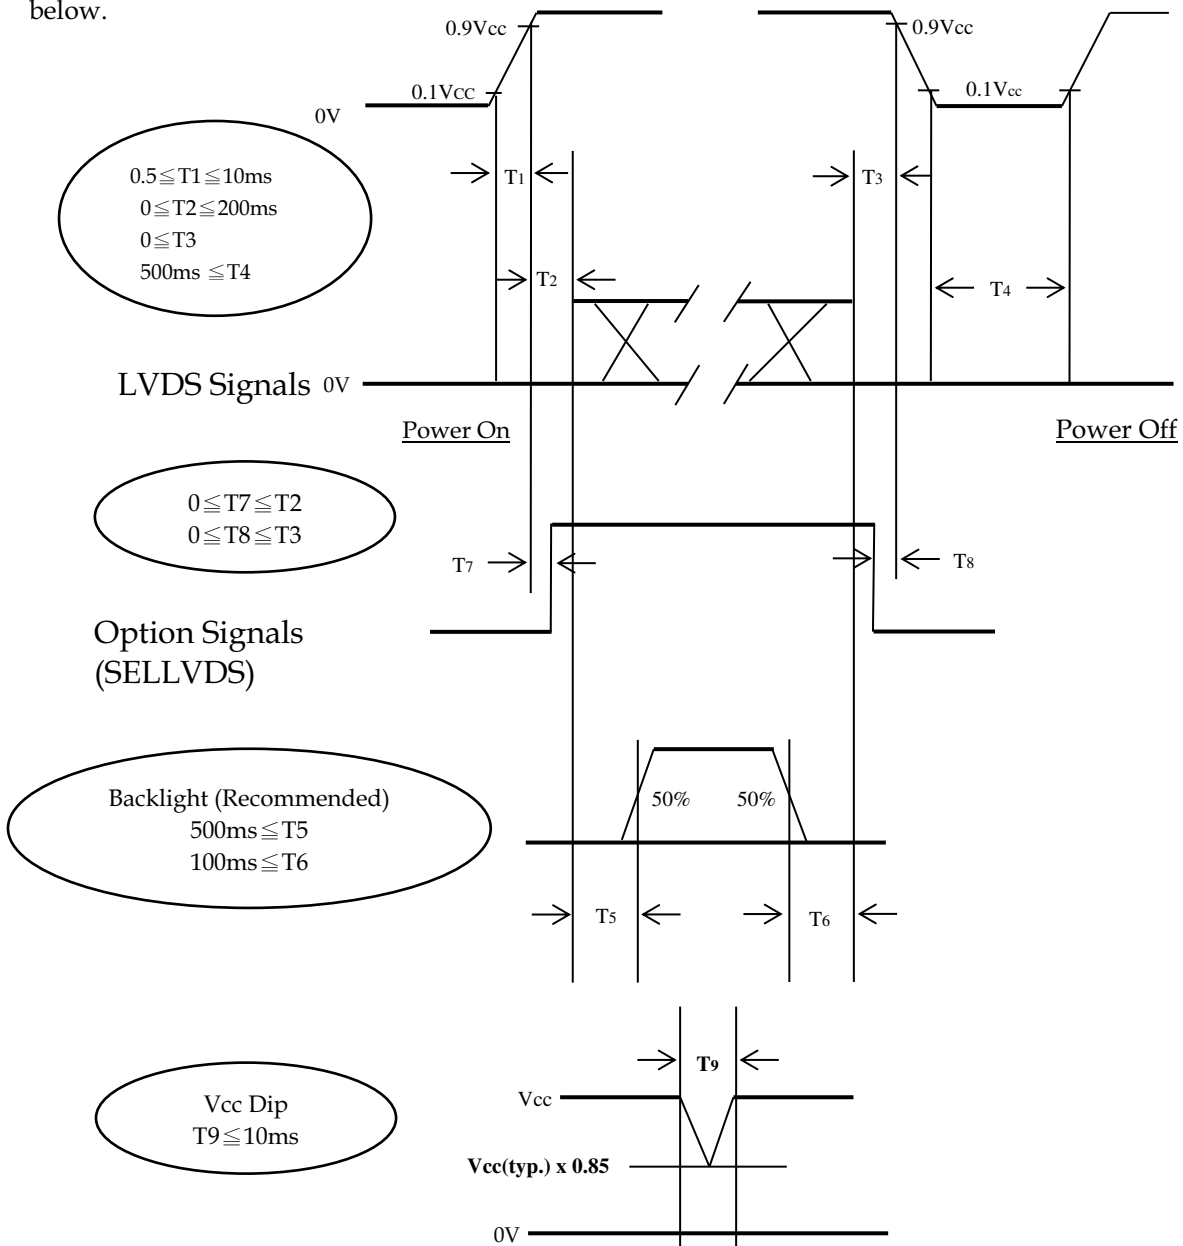 below.
0.9Vcc
0.9Vcc
0.1VCC
0.1Vcc
0V
0.5≦T1≦10ms
0≦T2≦200ms
0≦T3
500ms ≦T4
T1
T3
T2
T4
LVDS Signals 0V
Power On
Power Off
0≦T7≦T2
0≦T8≦T3
T7
T8
Option Signals
(SELLVDS)
Backlight (Recommended)
500ms≦T5
100ms≦T6
50%
50%
T5
T6
T9
Vcc Dip
T9≦10ms
Vcc
Vcc(typ.) x 0.85
0V